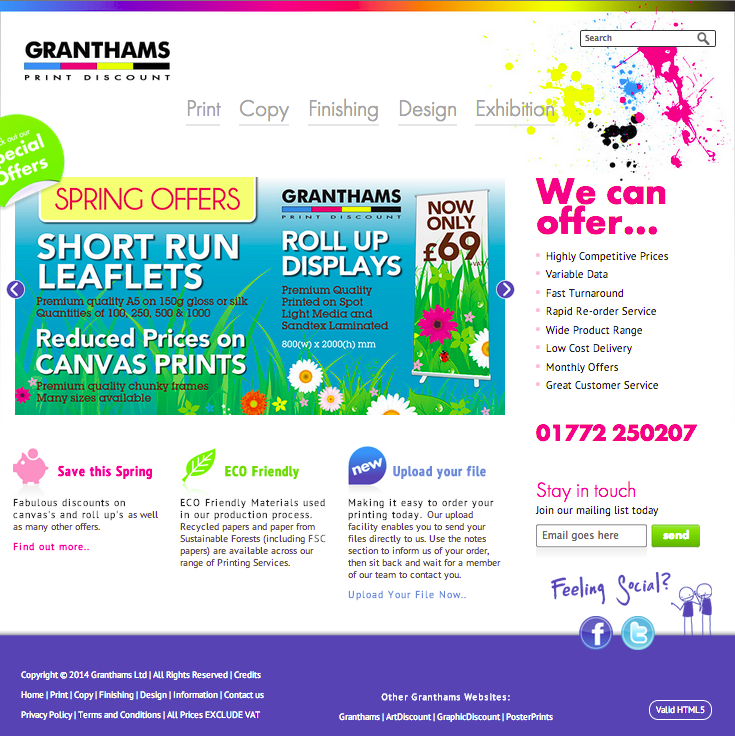 GRANTHAMS
PRINT DISCOUNT
Search
Print Copy Finishing Design Exhibition
ck out our
Special
Offers
SPRING OFFERS
SHORT RUN
LEAFLETS
Premium quality A5 on 150g gloss or silk
Quantities of 100, 250, 500 & 1000
Reduced Prices on
CANVAS PRINTS
Premium quality chunky frames
Many sizes available
GRANTHAMS
PRINT DISCOUNT
ROLL UP
DISPLAYS
Premium Quality
Printed on Spot
Light Media and
Sandtex Laminated
800(w) x 2000(h) mm
NOW
ONLY
£69
+VAT
We can
offer...
Highly Competitive Prices
Variable Data
Fast Turnaround
Rapid Re-order Service
Wide Product Range
Low Cost Delivery
Monthly Offers
Great Customer Service
01772 250207
Save this Spring
Fabulous discounts on
canvas's and roll up's as well
as many other offers.
Find out more..
ECO Friendly
ECO Friendly Materials used
in our production process.
Recycled papers and paper from
Sustainable Forests (including FSC
papers) are available across our
range of Printing Services.
new
Upload your file
Making it easy to order your
printing today. Our upload
facility enables you to send your
files directly to us. Use the notes
section to inform us of your order,
then sit back and wait for a member
of our team to contact you.
Upload Your File Now..
Stay in touch
Join our mailing list today
Email goes here
send
Feeling Social?
f
t
Copyright © 2014 Granthams Ltd | All Rights Reserved | Credits
Home | Print | Copy | Finishing | Design | Information | Contact us
Privacy Policy | Terms and Conditions | All Prices EXCLUDE VAT
Other Granthams Websites:
Granthams | ArtDiscount | GraphicDiscount | PosterPrints
Valid HTML5